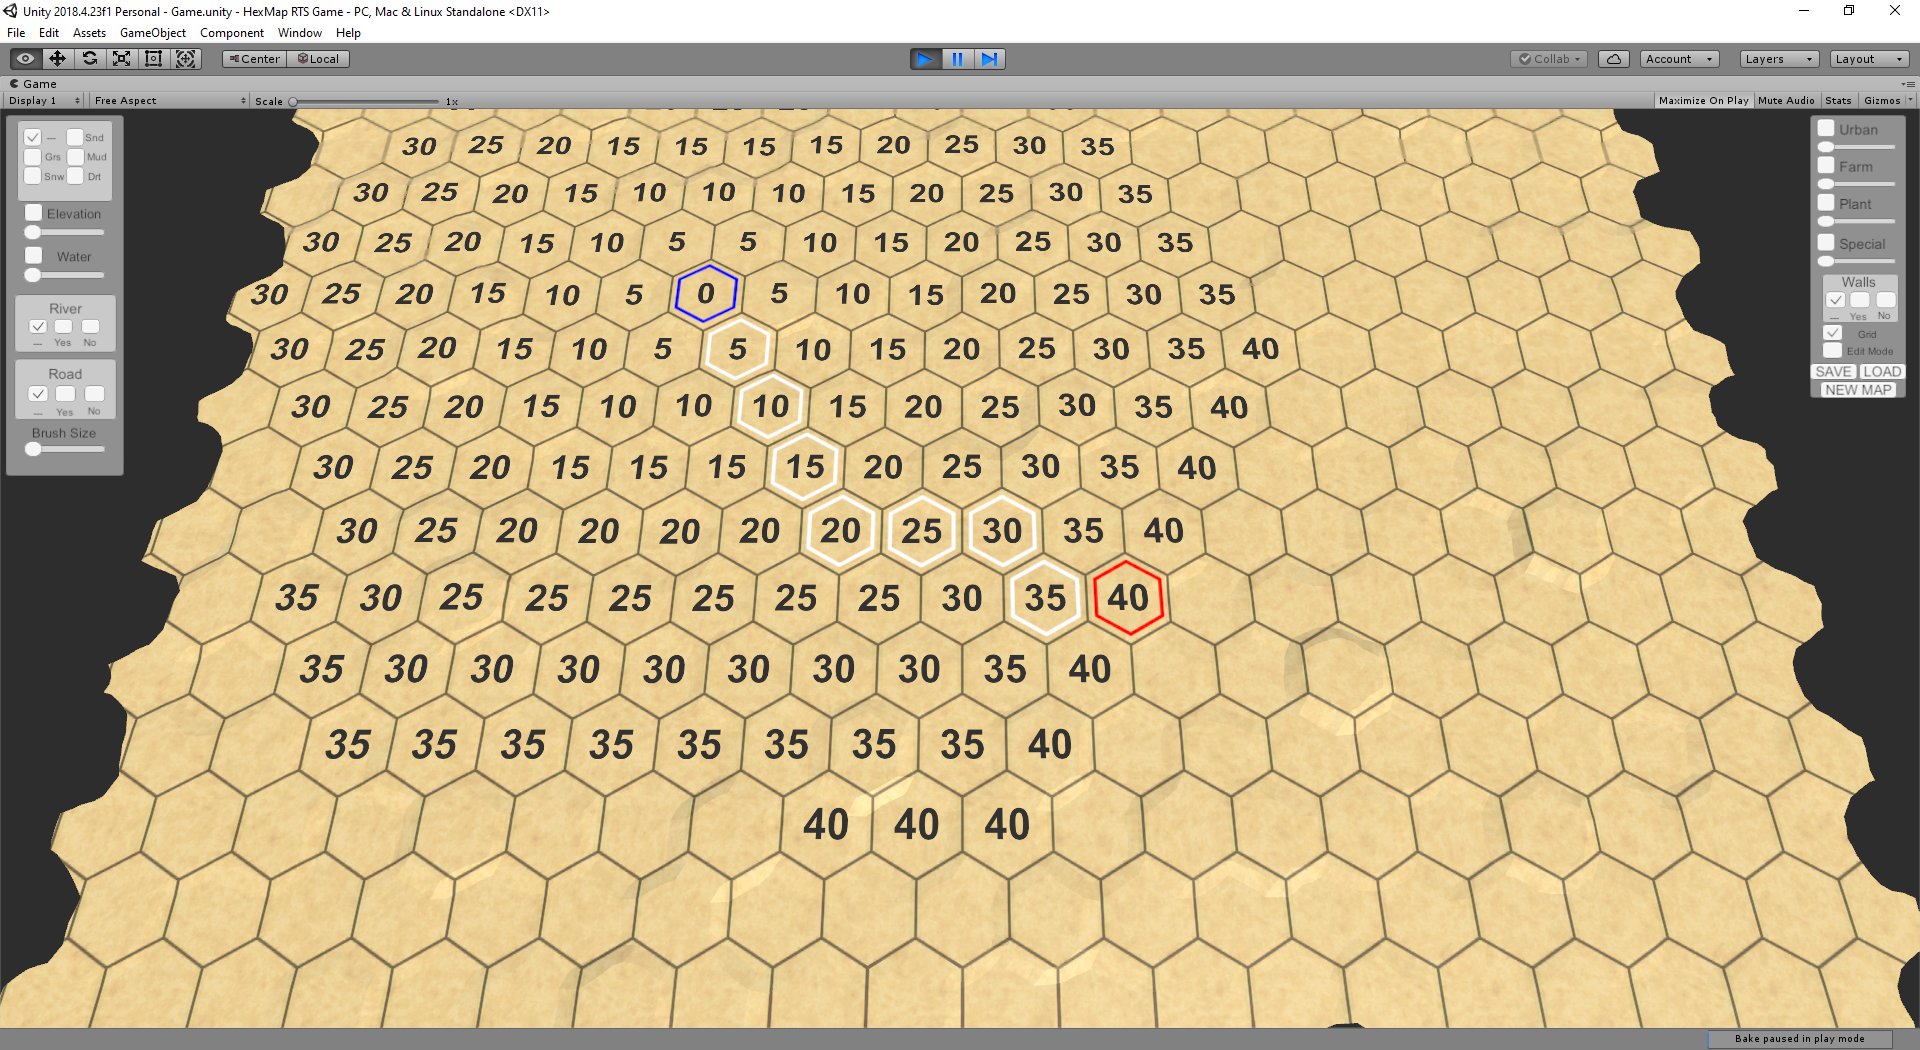 Unity 2018.4.23f1 Personal - Game.unity - HexMap RTS Game - PC, Mac & Linux Standalone <DX11>
File Edit Assets GameObject Component Window Help
Center Local Collab Account Layers Layout
Game
Display 1 Free Aspect Scale 1x Maximize On Play Mute Audio Stats Gizmos
--- Snd
Grs Mud
Snw Drt
Elevation
Water
River
--- Yes No
Road
--- Yes No
Brush Size
30 25 20 15 15 15 15 20 25 30 35
30 25 20 15 10 10 10 15 20 25 30 35
30 25 20 15 10 5 5 10 15 20 25 30 35
30 25 20 15 10 5 0 5 10 15 20 25 30 35
30 25 20 15 10 5 5 10 15 20 25 30 35 40
30 25 20 15 10 10 10 15 20 25 30 35 40
30 25 20 15 15 15 15 20 25 30 35 40
30 25 20 20 20 20 20 25 30 35 40
35 30 25 25 25 25 25 25 30 35 40
35 30 30 30 30 30 30 30 35 40
35 35 35 35 35 35 35 35 40
40 40 40
Urban
Farm
Plant
Special
Walls
--- Yes No
Grid
Edit Mode
SAVE LOAD
NEW MAP
Bake paused in play mode